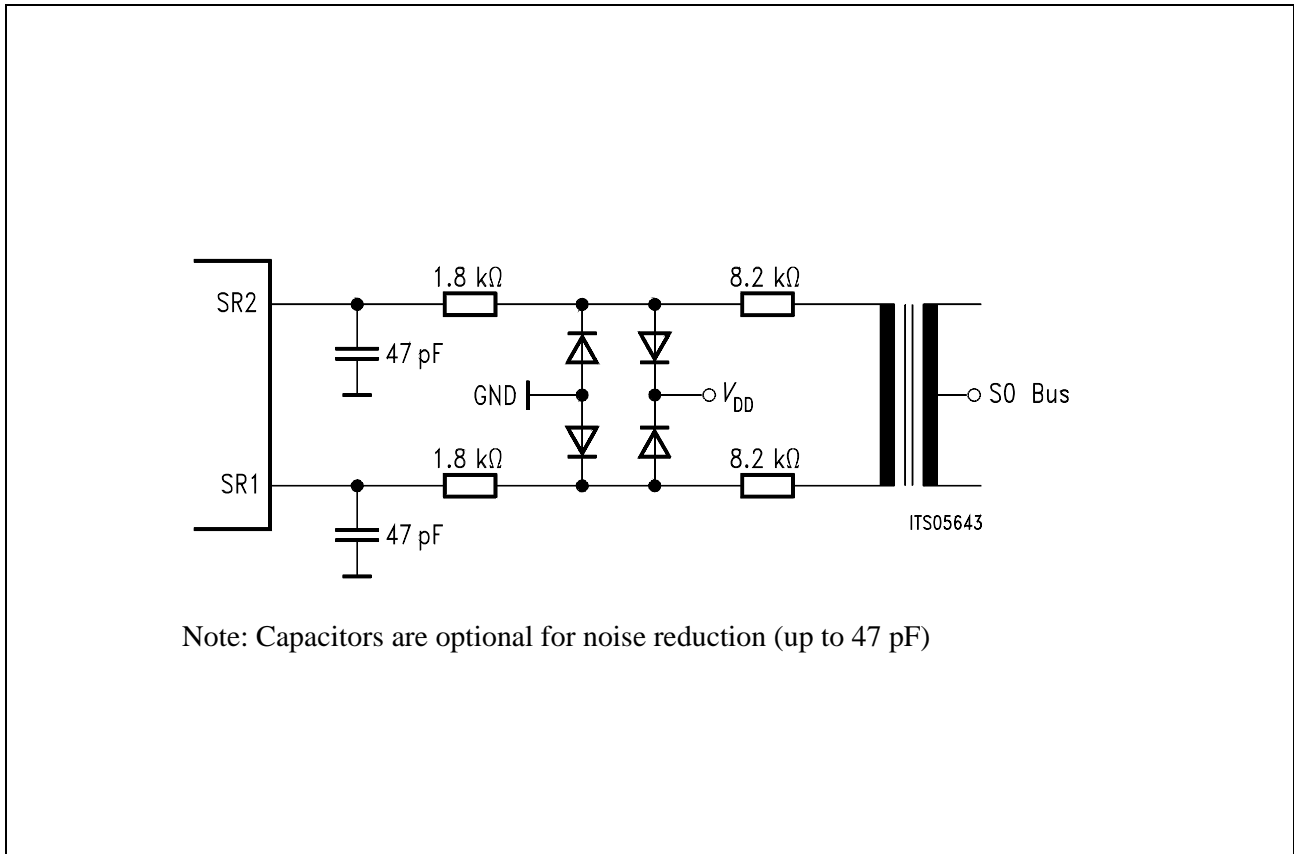 1.8 kΩ
8.2 kΩ
SR2
47 pF
GND
VDD
S0 Bus
1.8 kΩ
8.2 kΩ
SR1
47 pF
ITS05643
Note: Capacitors are optional for noise reduction (up to 47 pF)